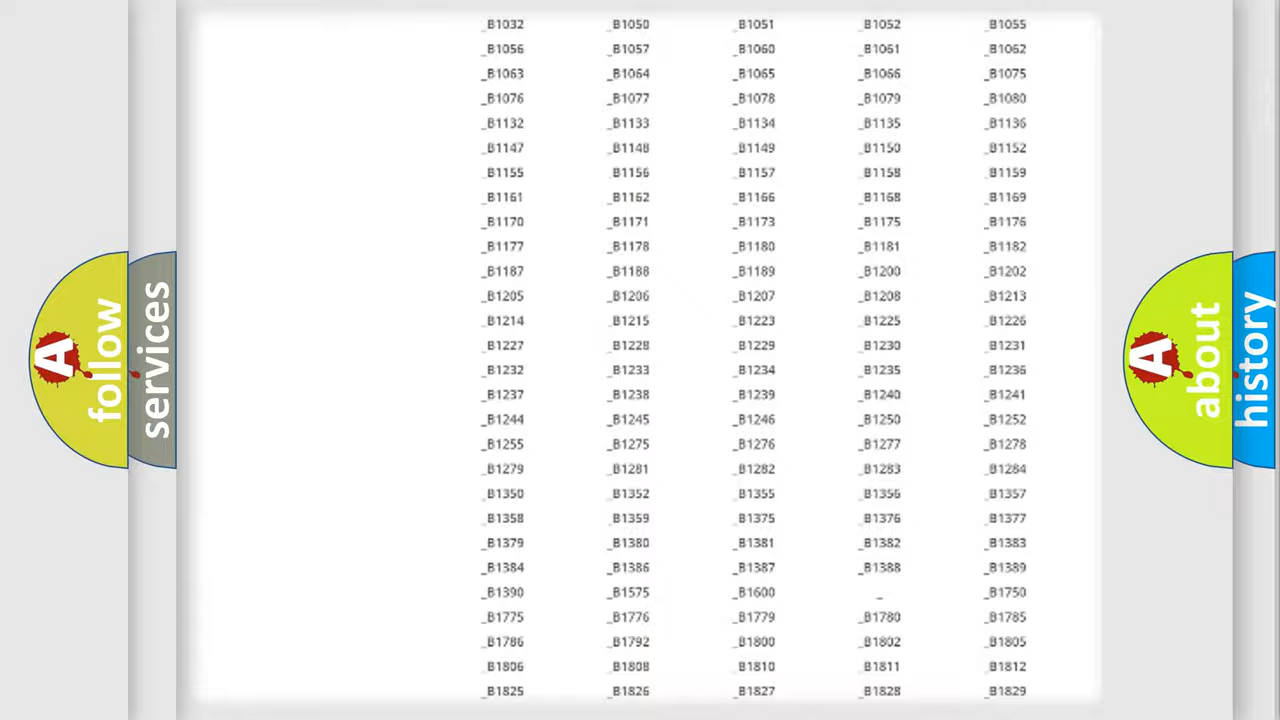 _B1032 _B1050 _B1051 _B1052 _B1055
_B1056 _B1057 _B1060 _B1061 _B1062
_B1063 _B1064 _B1065 _B1066 _B1075
_B1076 _B1077 _B1078 _B1079 _B1080
_B1132 _B1133 _B1134 _B1135 _B1136
_B1147 _B1148 _B1149 _B1150 _B1152
_B1155 _B1156 _B1157 _B1158 _B1159
_B1161 _B1162 _B1166 _B1168 _B1169
_B1170 _B1171 _B1173 _B1175 _B1176
_B1177 _B1178 _B1180 _B1181 _B1182
_B1187 _B1188 _B1189 _B1200 _B1202
_B1205 _B1206 _B1207 _B1208 _B1213
_B1214 _B1215 _B1223 _B1225 _B1226
_B1227 _B1228 _B1229 _B1230 _B1231
_B1232 _B1233 _B1234 _B1235 _B1236
_B1237 _B1238 _B1239 _B1240 _B1241
_B1244 _B1245 _B1246 _B1250 _B1252
_B1255 _B1275 _B1276 _B1277 _B1278
_B1279 _B1281 _B1282 _B1283 _B1284
_B1350 _B1352 _B1355 _B1356 _B1357
_B1358 _B1359 _B1375 _B1376 _B1377
_B1379 _B1380 _B1381 _B1382 _B1383
_B1384 _B1386 _B1387 _B1388 _B1389
_B1390 _B1575 _B1600 _ _B1750
_B1775 _B1776 _B1779 _B1780 _B1785
_B1786 _B1792 _B1800 _B1802 _B1805
_B1806 _B1808 _B1810 _B1811 _B1812
_B1825 _B1826 _B1827 _B1828 _B1829
A follow
services
A about
history